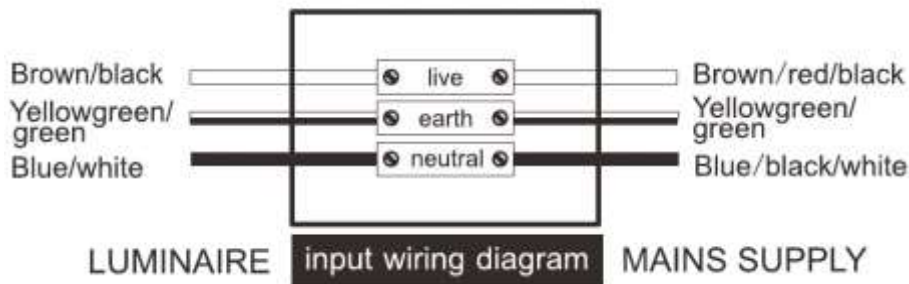 Brown/black
live
Brown/red/black
Yellowgreen/
green
earth
Yellowgreen/
green
Blue/white
neutral
Blue/black/white
LUMINAIRE
input wiring diagram
MAINS SUPPLY